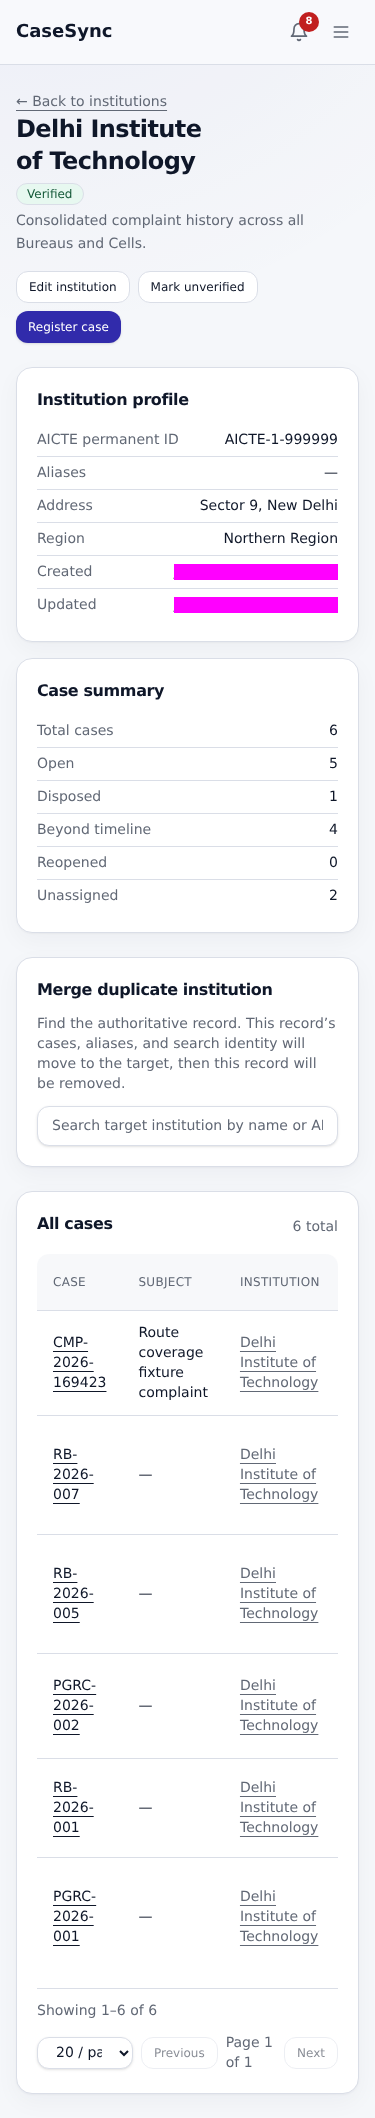 CaseSync
8
← Back to institutions
Delhi Institute
of Technology
Verified
Consolidated complaint history across all
Bureaus and Cells.
Edit institution
Mark unverified
Register case
Institution profile
AICTE permanent ID AICTE-1-999999
Aliases —
Address Sector 9, New Delhi
Region Northern Region
Created
Updated
Case summary
Total cases 6
Open 5
Disposed 1
Beyond timeline 4
Reopened 0
Unassigned 2
Merge duplicate institution
Find the authoritative record. This record’s
cases, aliases, and search identity will
move to the target, then this record will
be removed.
Search target institution by name or AI
All cases 6 total
CASE SUBJECT INSTITUTION
CMP-
2026-
169423
Route
coverage
fixture
complaint
Delhi
Institute of
Technology
RB-
2026-
007
—
Delhi
Institute of
Technology
RB-
2026-
005
—
Delhi
Institute of
Technology
PGRC-
2026-
002
—
Delhi
Institute of
Technology
RB-
2026-
001
—
Delhi
Institute of
Technology
PGRC-
2026-
001
—
Delhi
Institute of
Technology
Showing 1–6 of 6
20 / pa
Previous
Page 1
of 1
Next